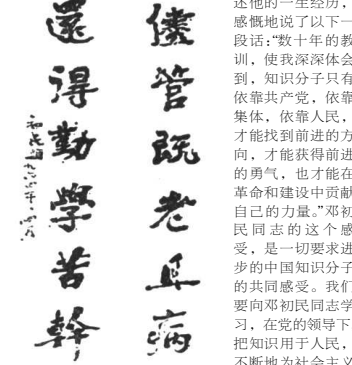 儘管既老且病
還得勤學苦幹
初民
述他的一生经历，
感慨地说了以下一
段话：“数十年的教
训，使我深深体会
到，知识分子只有
依靠共产党，依靠
集体，依靠人民，
才能找到前进的方
向，才能获得前进
的勇气，也才能在
革命和建设中贡献
自己的力量。”邓初
民同志的这个感
受，是一切要求进
步的中国知识分子
的共同感受。我们
要向邓初民同志学
习，在党的领导下
把知识用于人民，
不断地为社会主义